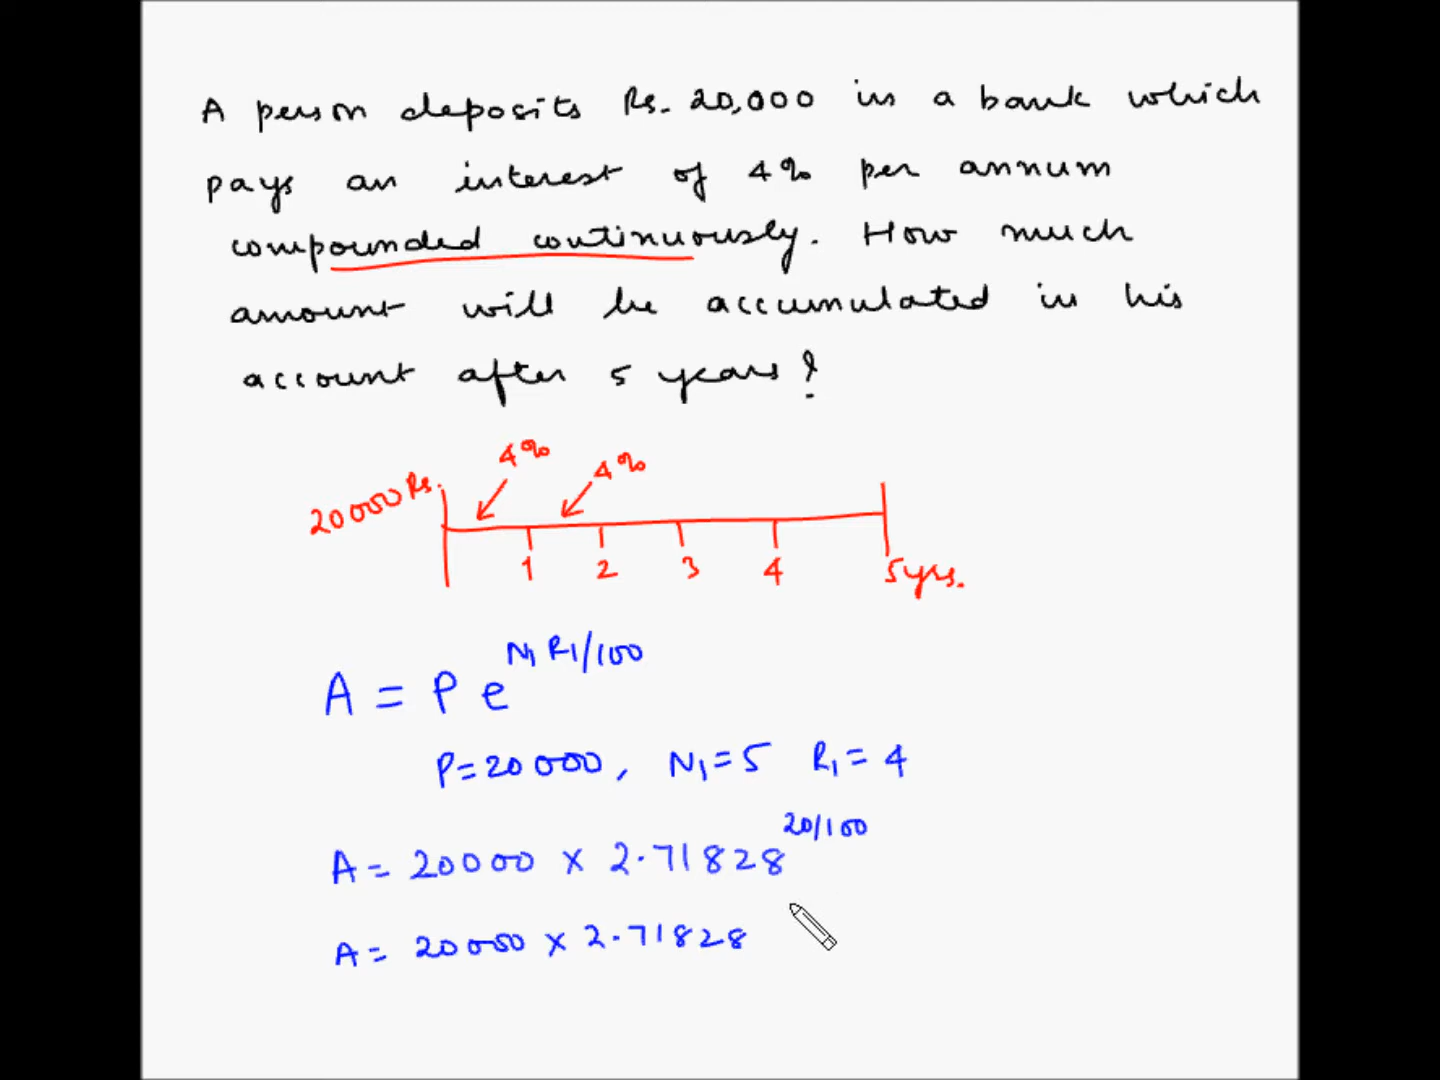 A person deposits Rs. 20,000 in a bank which
pays an interest of 4% per annum
compounded continuously. How much
amount will be accumulated in his
account after 5 years?
4%
4%
20000 Rs.
1 2 3 4 5yrs.
A = P e^{N₁ R₁/100}
P=20000, N₁=5 R₁=4
A = 20000 × 2.71828^{20/100}
A = 20000 × 2.71828